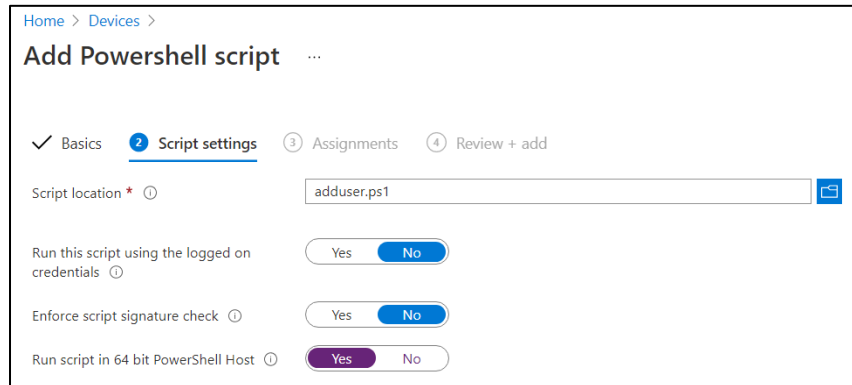 Home > Devices >
Add Powershell script ...
Basics 2 Script settings 3 Assignments 4 Review + add
Script location * adduser.ps1
Run this script using the logged on Yes No
credentials
Enforce script signature check Yes No
Run script in 64 bit PowerShell Host Yes No